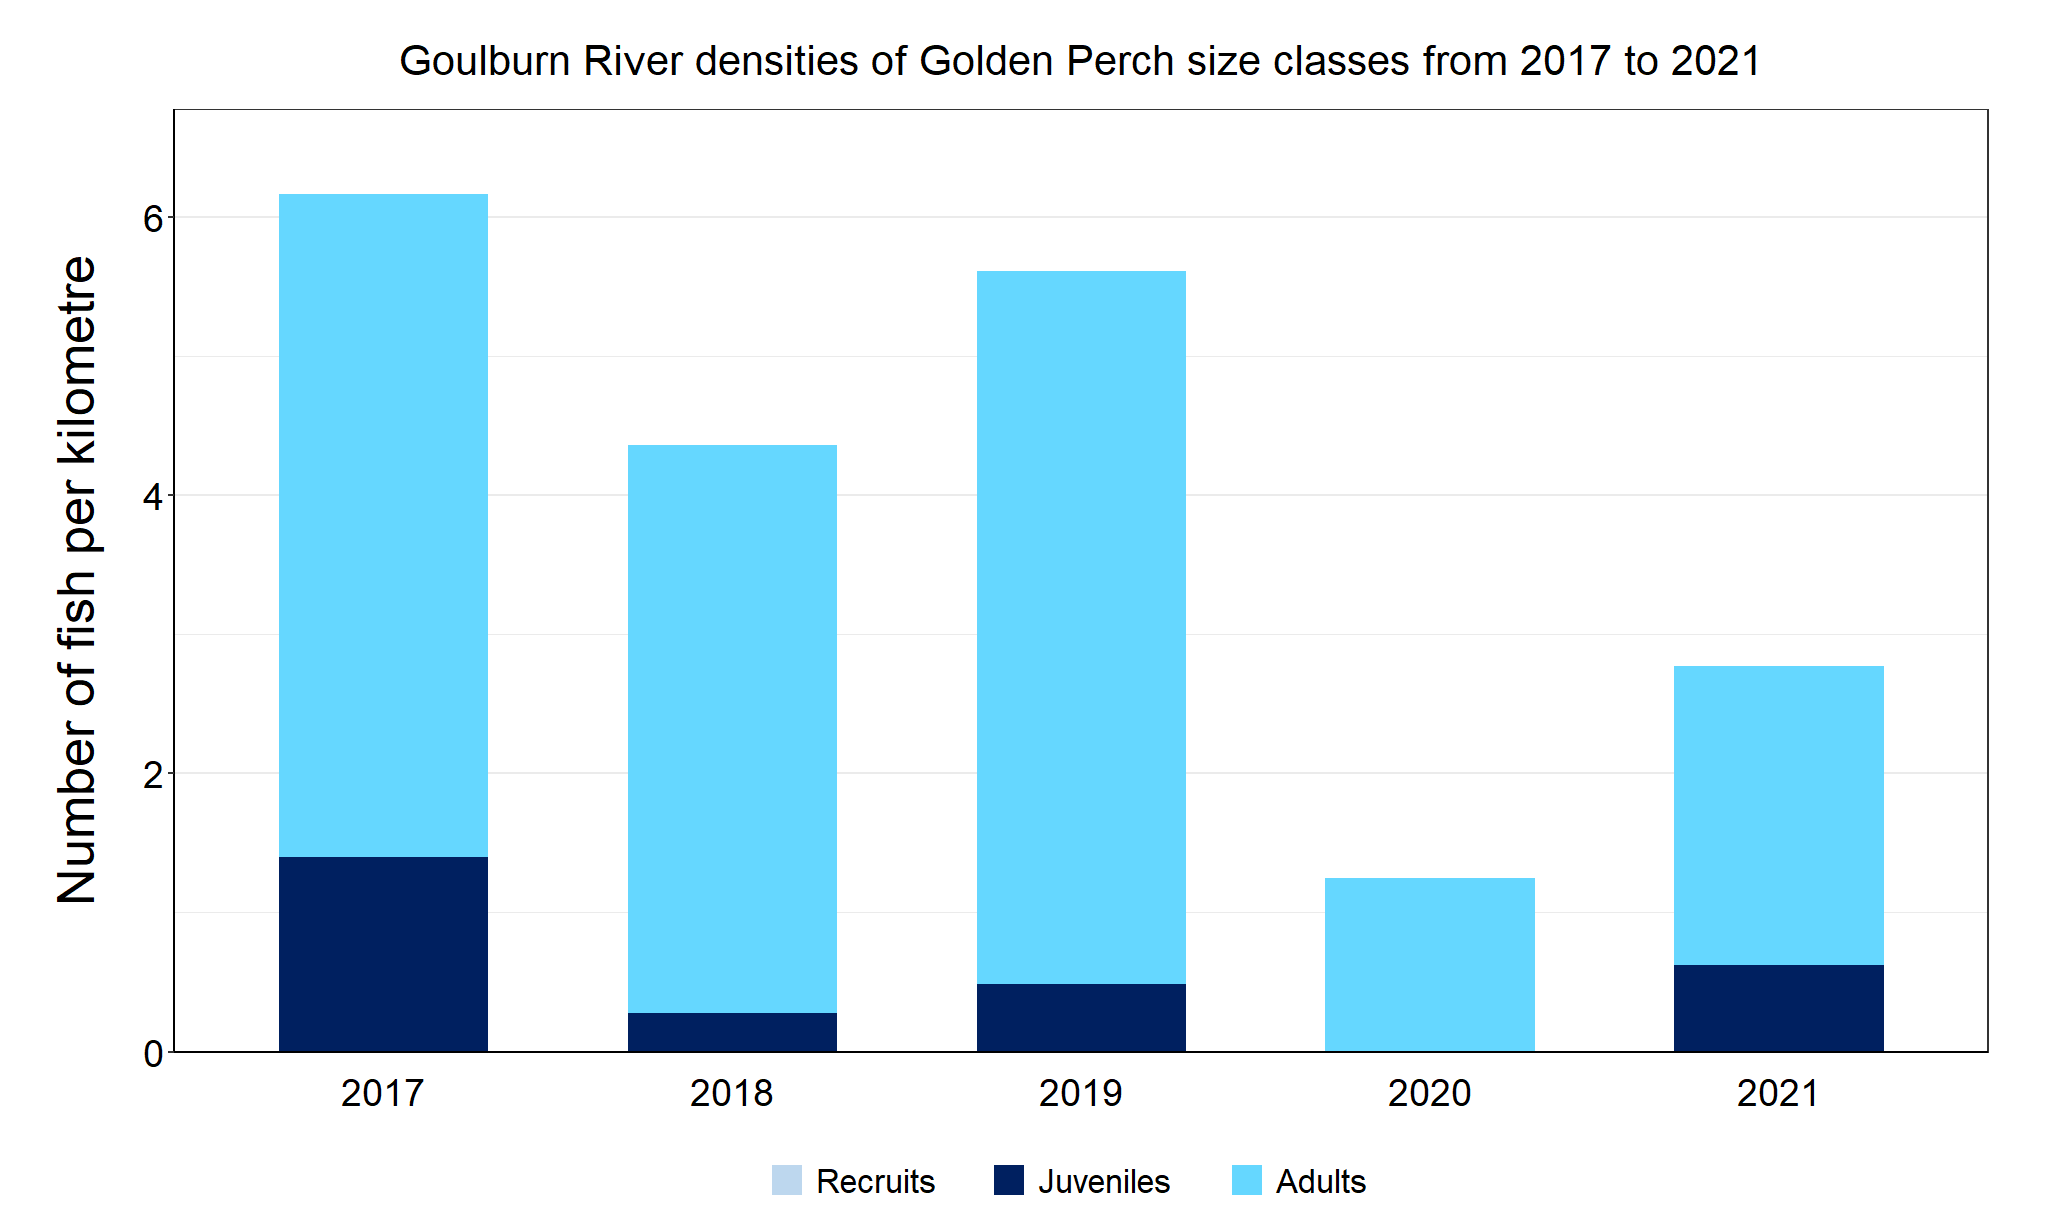 Goulburn River densities of Golden Perch size classes from 2017 to 2021
Number of fish per kilometre
6
4
2
0
2017 2018 2019 2020 2021
Recruits Juveniles Adults